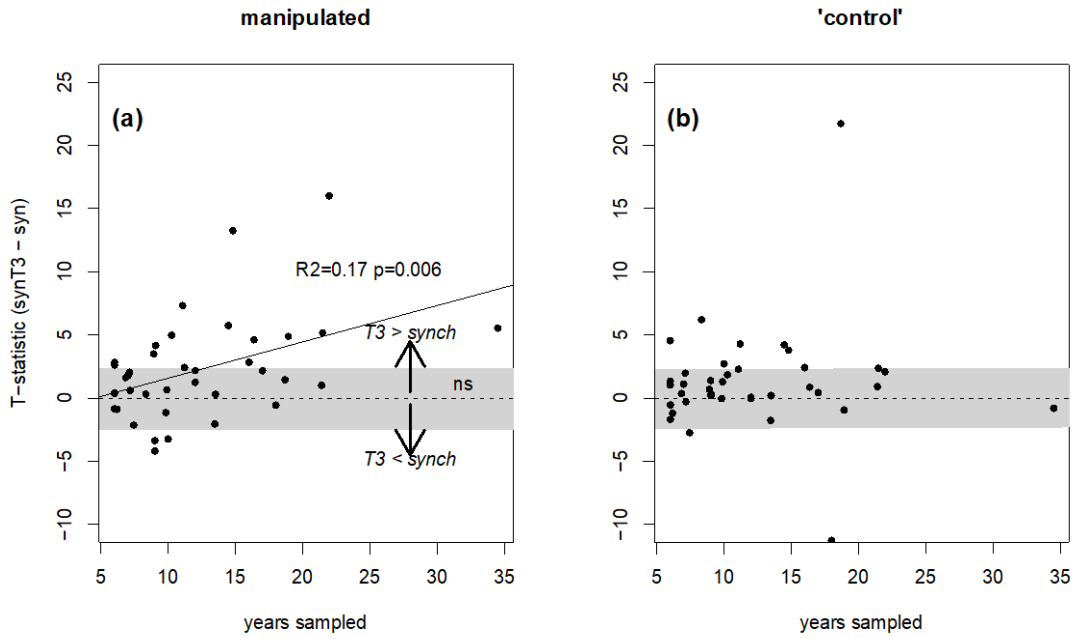 manipulated
'control'
(a)
(b)
T−statistic (synT3 − syn)
25
20
15
10
5
0
−5
−10
R2=0.17 p=0.006
T3 > synch
ns
T3 < synch
5
10
15
20
25
30
35
years sampled
25
20
15
10
5
0
−5
−10
5
10
15
20
25
30
35
years sampled